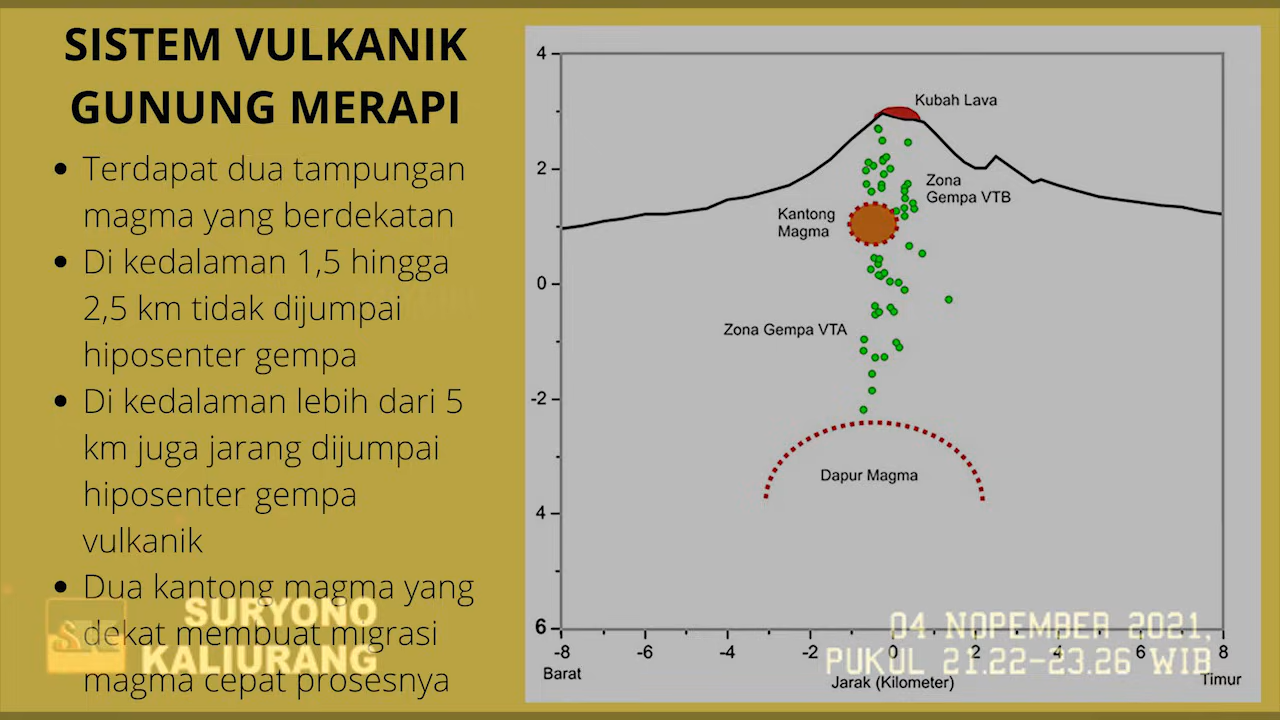 SISTEM VULKANIK
GUNUNG MERAPI
• Terdapat dua tampungan
magma yang berdekatan
• Di kedalaman 1,5 hingga
2,5 km tidak dijumpai
hiposenter gempa
• Di kedalaman lebih dari 5
km juga jarang dijumpai
hiposenter gempa
vulkanik
• Dua kantong magma yang
dekat membuat migrasi
magma cepat prosesnya
SURYONO
KALIURANG
4
2
0
-2
4
6
Kubah Lava
Zona
Gempa VTB
Kantong
Magma
Zona Gempa VTA
Dapur Magma
-8 -6 -4 -2 0 2 4 6 8
Barat
Jarak (Kilometer)
Timur
04 NOPEMBER 2021,
PUKUL 21.22-23.26 WIB